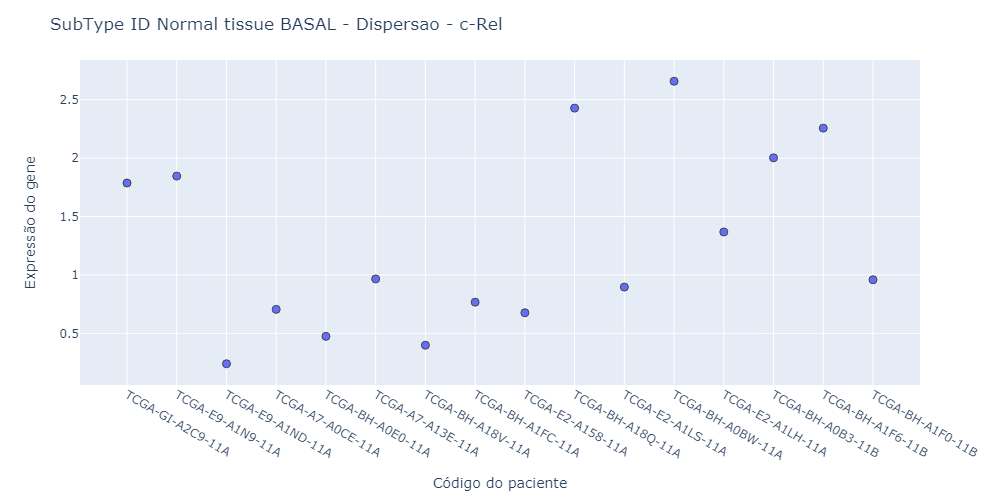 SubType ID Normal tissue BASAL - Dispersao - c-Rel
Expressão do gene
2.5
2
1.5
1
0.5
TCGA-GI-A2C9-11A
TCGA-E9-A1N9-11A
TCGA-E9-A1ND-11A
TCGA-A7-A0CE-11A
TCGA-BH-A0E0-11A
TCGA-A7-A13E-11A
TCGA-BH-A18V-11A
TCGA-BH-A1FC-11A
TCGA-E2-A158-11A
TCGA-BH-A18Q-11A
TCGA-E2-A1LS-11A
TCGA-BH-A0BW-11A
TCGA-E2-A1LH-11A
TCGA-BH-A0B3-11B
TCGA-BH-A1F6-11B
TCGA-BH-A1F0-11B
Código do paciente